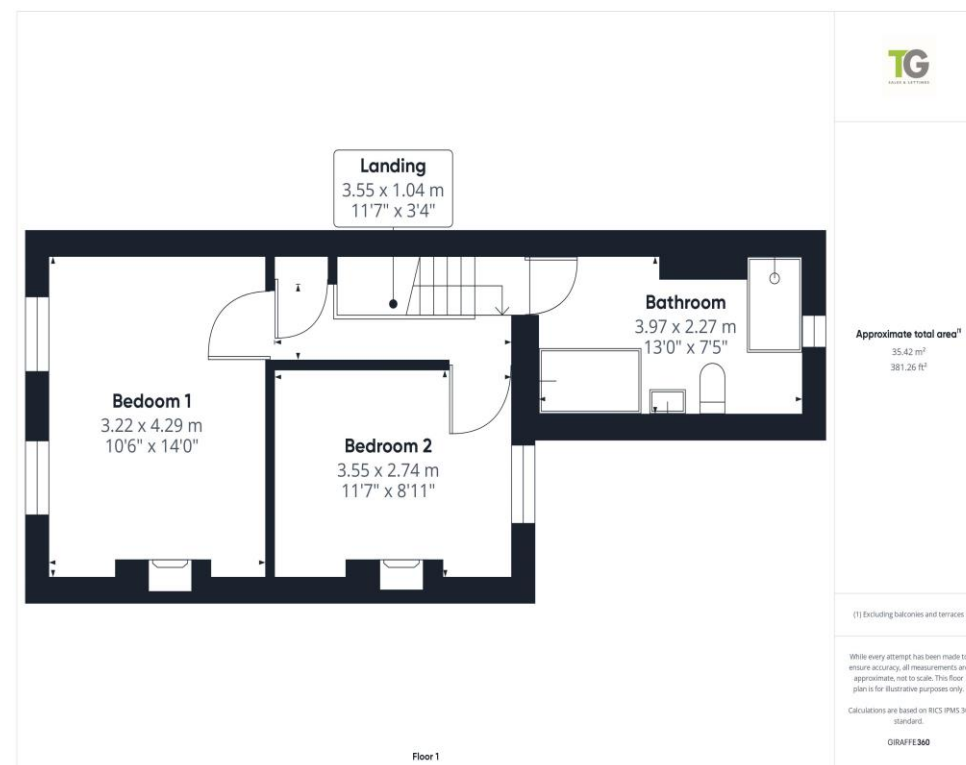 TG
SALES & LETTINGS
Landing
3.55 x 1.04 m
11'7" x 3'4"
Bathroom
3.97 x 2.27 m
13'0" x 7'5"
Bedoom 1
3.22 x 4.29 m
10'6" x 14'0"
Bedroom 2
3.55 x 2.74 m
11'7" x 8'11"
Floor 1
Approximate total area⁽¹⁾
35.42 m²
381.26 ft²
(1) Excluding balconies and terraces
While every attempt has been made to
ensure accuracy, all measurements are
approximate, not to scale. This floor
plan is for illustrative purposes only.
Calculations are based on RICS IPMS 3C
standard.
GIRAFFE360